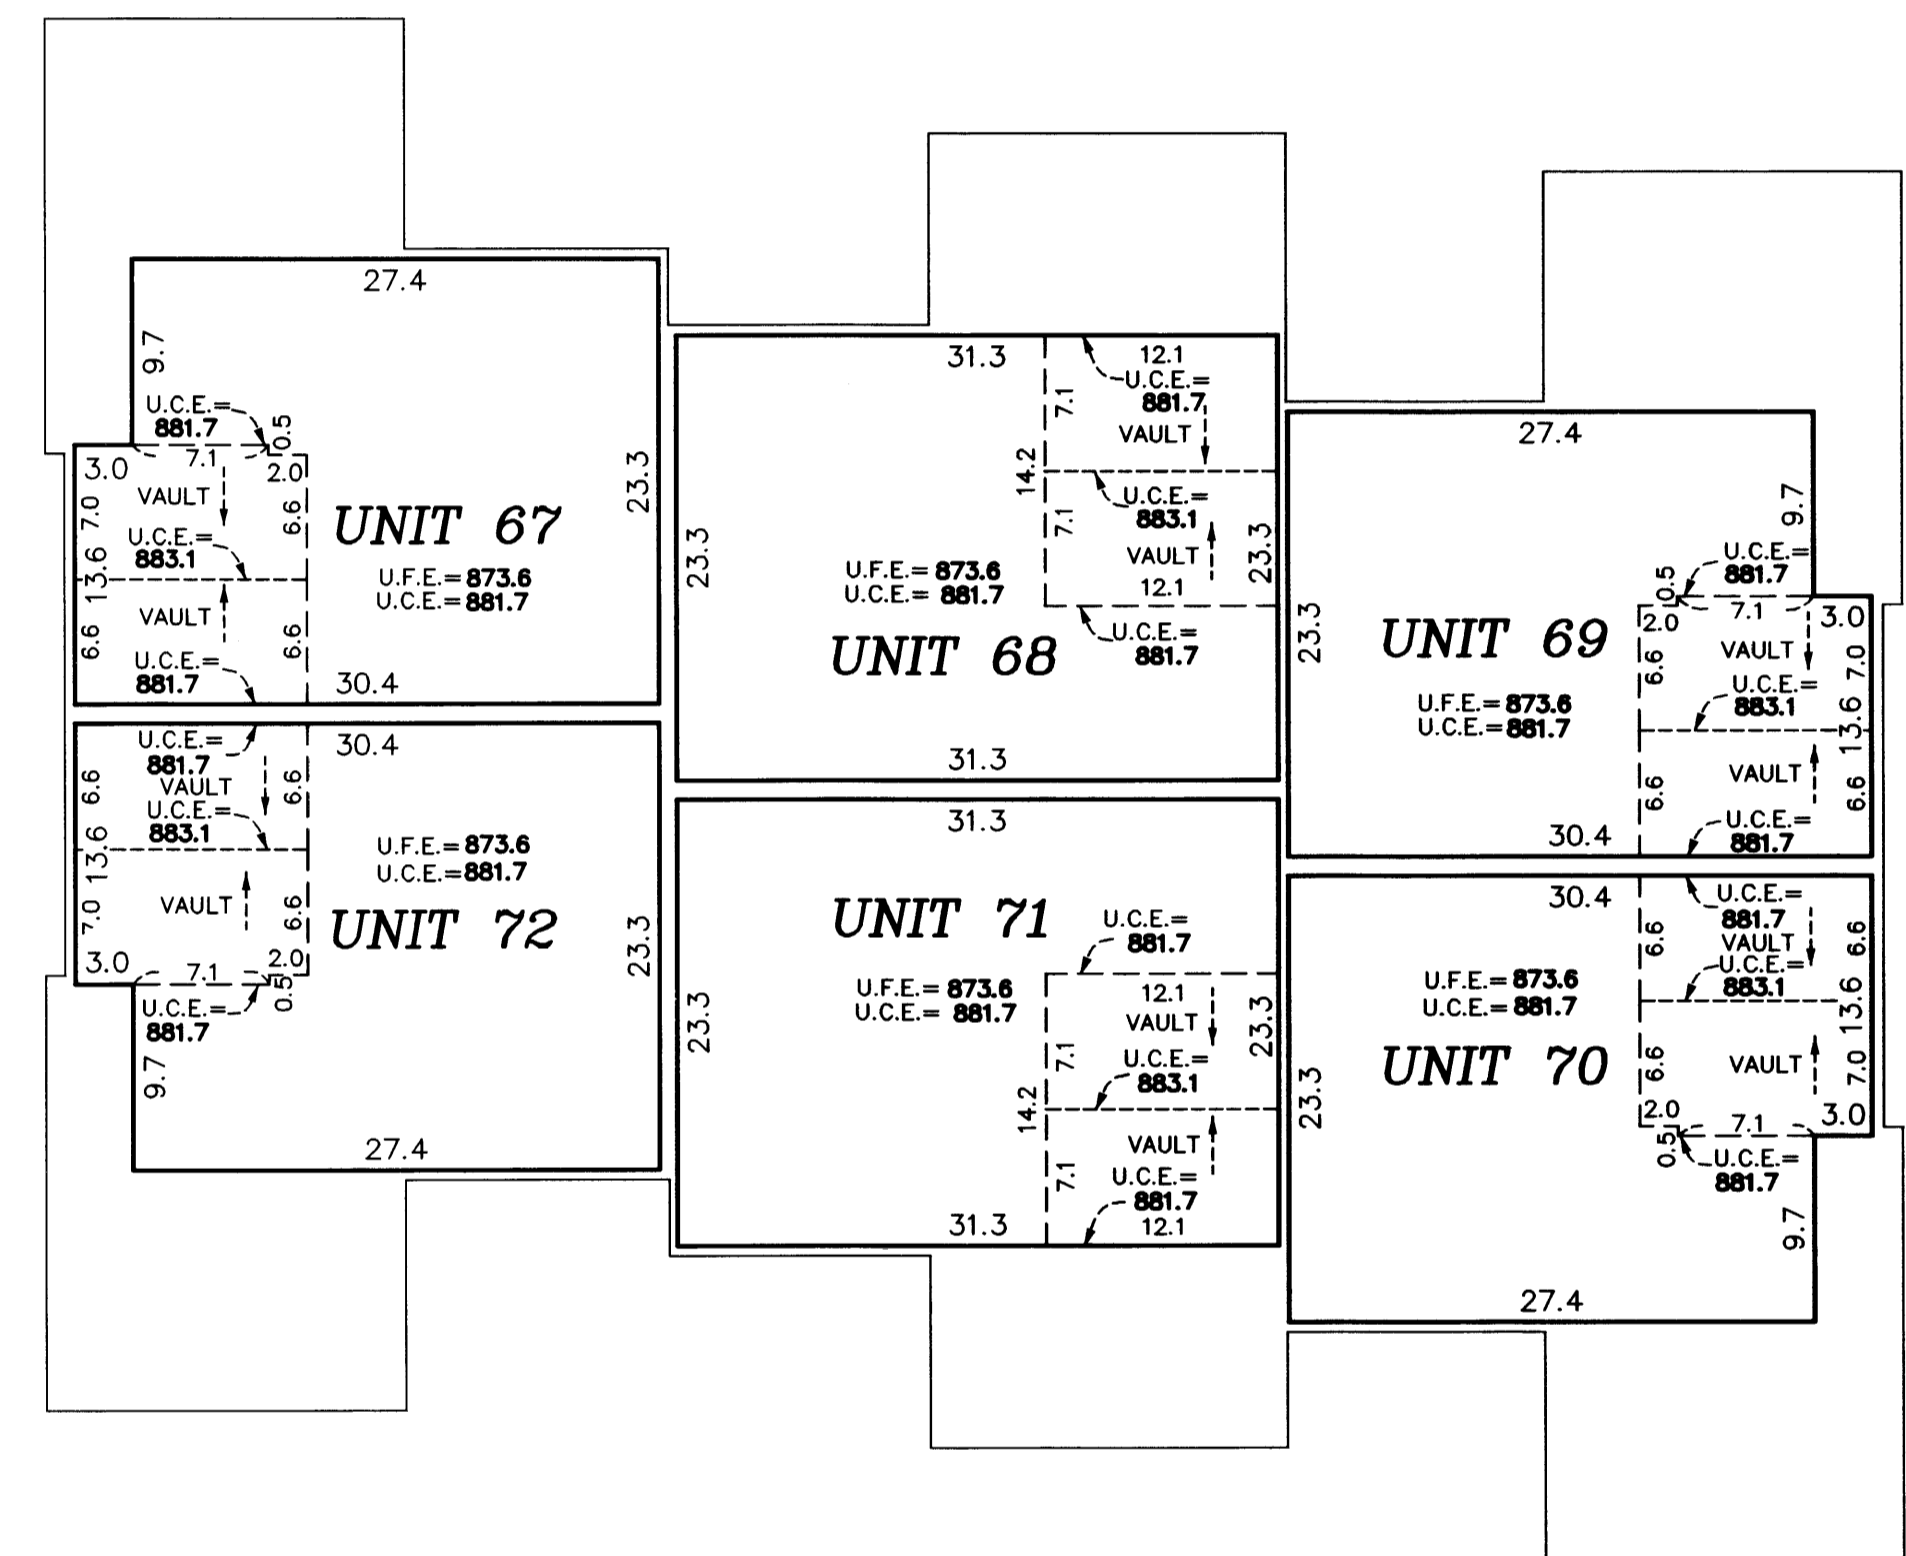 27.4
9.7
U.C.E.=
881.7
0.5
7.1
3.0
2.0
7.0
VAULT
6.6
U.C.E.=
883.1
13.6
VAULT
6.6
6.6
U.C.E.=
881.7
UNIT 67
U.F.E.= 873.6
U.C.E.= 881.7
23.3
30.4
31.3
12.1
U.C.E.=
881.7
7.1
VAULT
14.2
U.C.E.=
883.1
7.1
VAULT
12.1
23.3
23.3
U.F.E.= 873.6
U.C.E.= 881.7
U.C.E.=
881.7
UNIT 68
31.3
27.4
9.7
U.C.E.=
881.7
0.5
7.1
3.0
2.0
23.3
UNIT 69
6.6
VAULT
7.0
U.C.E.=
883.1
U.F.E.= 873.6
U.C.E.= 881.7
13.6
VAULT
6.6
6.6
U.C.E.=
881.7
30.4
U.C.E.=
881.7
30.4
6.6
VAULT
6.6
U.C.E.=
883.1
13.6
U.F.E.= 873.6
U.C.E.= 881.7
7.0
VAULT
6.6
UNIT 72
23.3
3.0
7.1
2.0
0.5
U.C.E.=
881.7
9.7
27.4
31.3
UNIT 71
U.C.E.=
881.7
U.F.E.= 873.6
U.C.E.= 881.7
12.1
VAULT
23.3
23.3
7.1
U.C.E.=
883.1
14.2
VAULT
7.1
U.C.E.=
881.7
31.3
12.1
30.4
U.C.E.=
881.7
6.6
VAULT
6.6
U.C.E.=
883.1
U.F.E.= 873.6
U.C.E.= 881.7
13.6
UNIT 70
6.6
VAULT
7.0
23.3
2.0
7.1
3.0
0.5
U.C.E.=
881.7
9.7
27.4